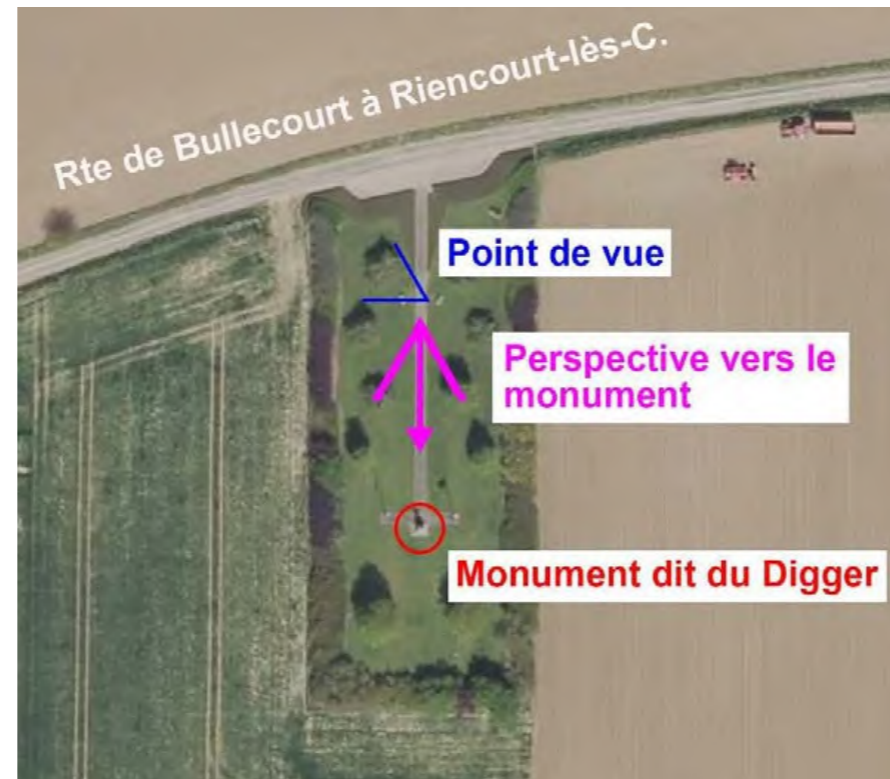 Rte de Bullecourt à Riencourt-lès-C.
Point de vue
Perspective vers le
monument
Monument dit du Digger